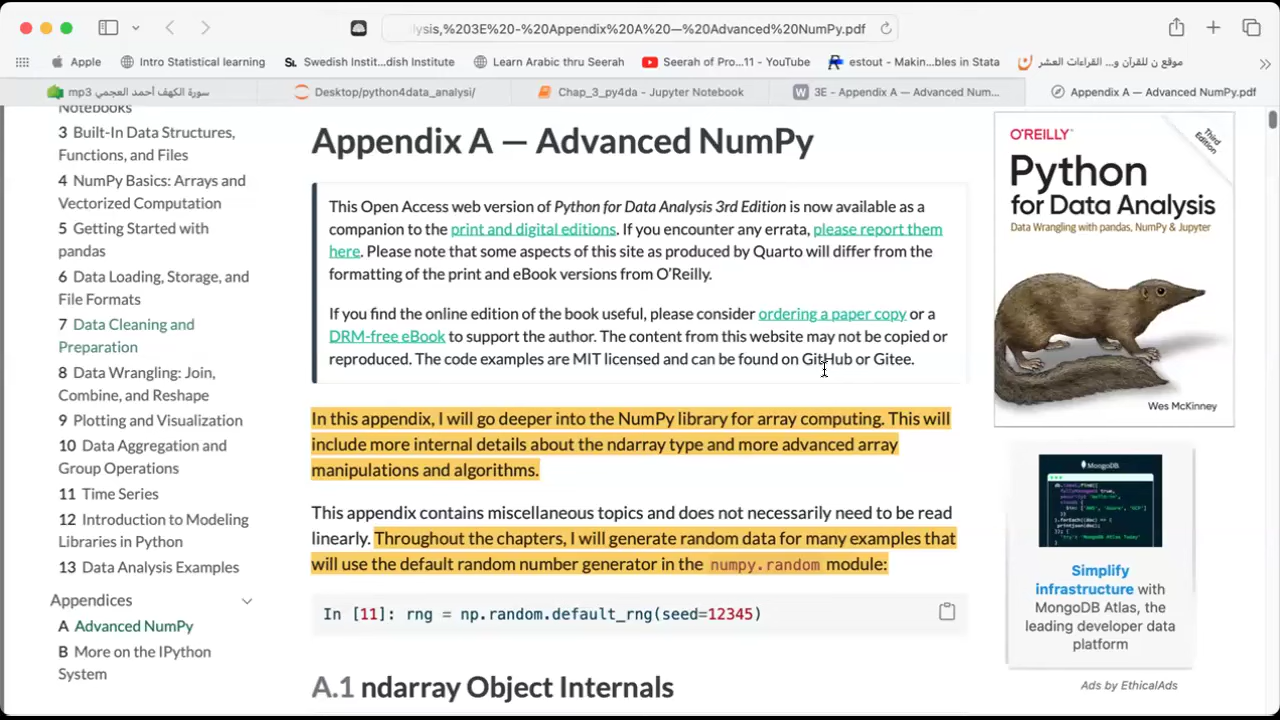 lysis,%203E%20-%20Appendix%20A%20—%20Advanced%20NumPy.pdf
Apple
Intro Statistical learning
Swedish Instit...dish Institute
Learn Arabic thru Seerah
Seerah of Pro...11 - YouTube
estout - Makin...bles in Stata
موقع ن للقرآن و... القراءات العشر
سورة الكهف أحمد العجمي mp3
Desktop/python4data_analysi/
Chap_3_py4da - Jupyter Notebook
3E - Appendix A — Advanced Num...
Appendix A — Advanced NumPy.pdf
Notebooks
3 Built-In Data Structures,
Functions, and Files
4 NumPy Basics: Arrays and
Vectorized Computation
5 Getting Started with
pandas
6 Data Loading, Storage, and
File Formats
7 Data Cleaning and
Preparation
8 Data Wrangling: Join,
Combine, and Reshape
9 Plotting and Visualization
10 Data Aggregation and
Group Operations
11 Time Series
12 Introduction to Modeling
Libraries in Python
13 Data Analysis Examples
Appendices
A Advanced NumPy
B More on the IPython
System
Appendix A — Advanced NumPy
This Open Access web version of Python for Data Analysis 3rd Edition is now available as a
companion to the print and digital editions. If you encounter any errata, please report them
here. Please note that some aspects of this site as produced by Quarto will differ from the
formatting of the print and eBook versions from O'Reilly.
If you find the online edition of the book useful, please consider ordering a paper copy or a
DRM-free eBook to support the author. The content from this website may not be copied or
reproduced. The code examples are MIT licensed and can be found on GitHub or Gitee.
In this appendix, I will go deeper into the NumPy library for array computing. This will
include more internal details about the ndarray type and more advanced array
manipulations and algorithms.
This appendix contains miscellaneous topics and does not necessarily need to be read
linearly. Throughout the chapters, I will generate random data for many examples that
will use the default random number generator in the numpy.random module:
In [11]: rng = np.random.default_rng(seed=12345)
A.1 ndarray Object Internals
O'REILLY
Third
Edition
Python
for Data Analysis
Data Wrangling with pandas, NumPy & Jupyter
Wes McKinney
MongoDB
Simplify
infrastructure with
MongoDB Atlas, the
leading developer data
platform
Ads by EthicalAds